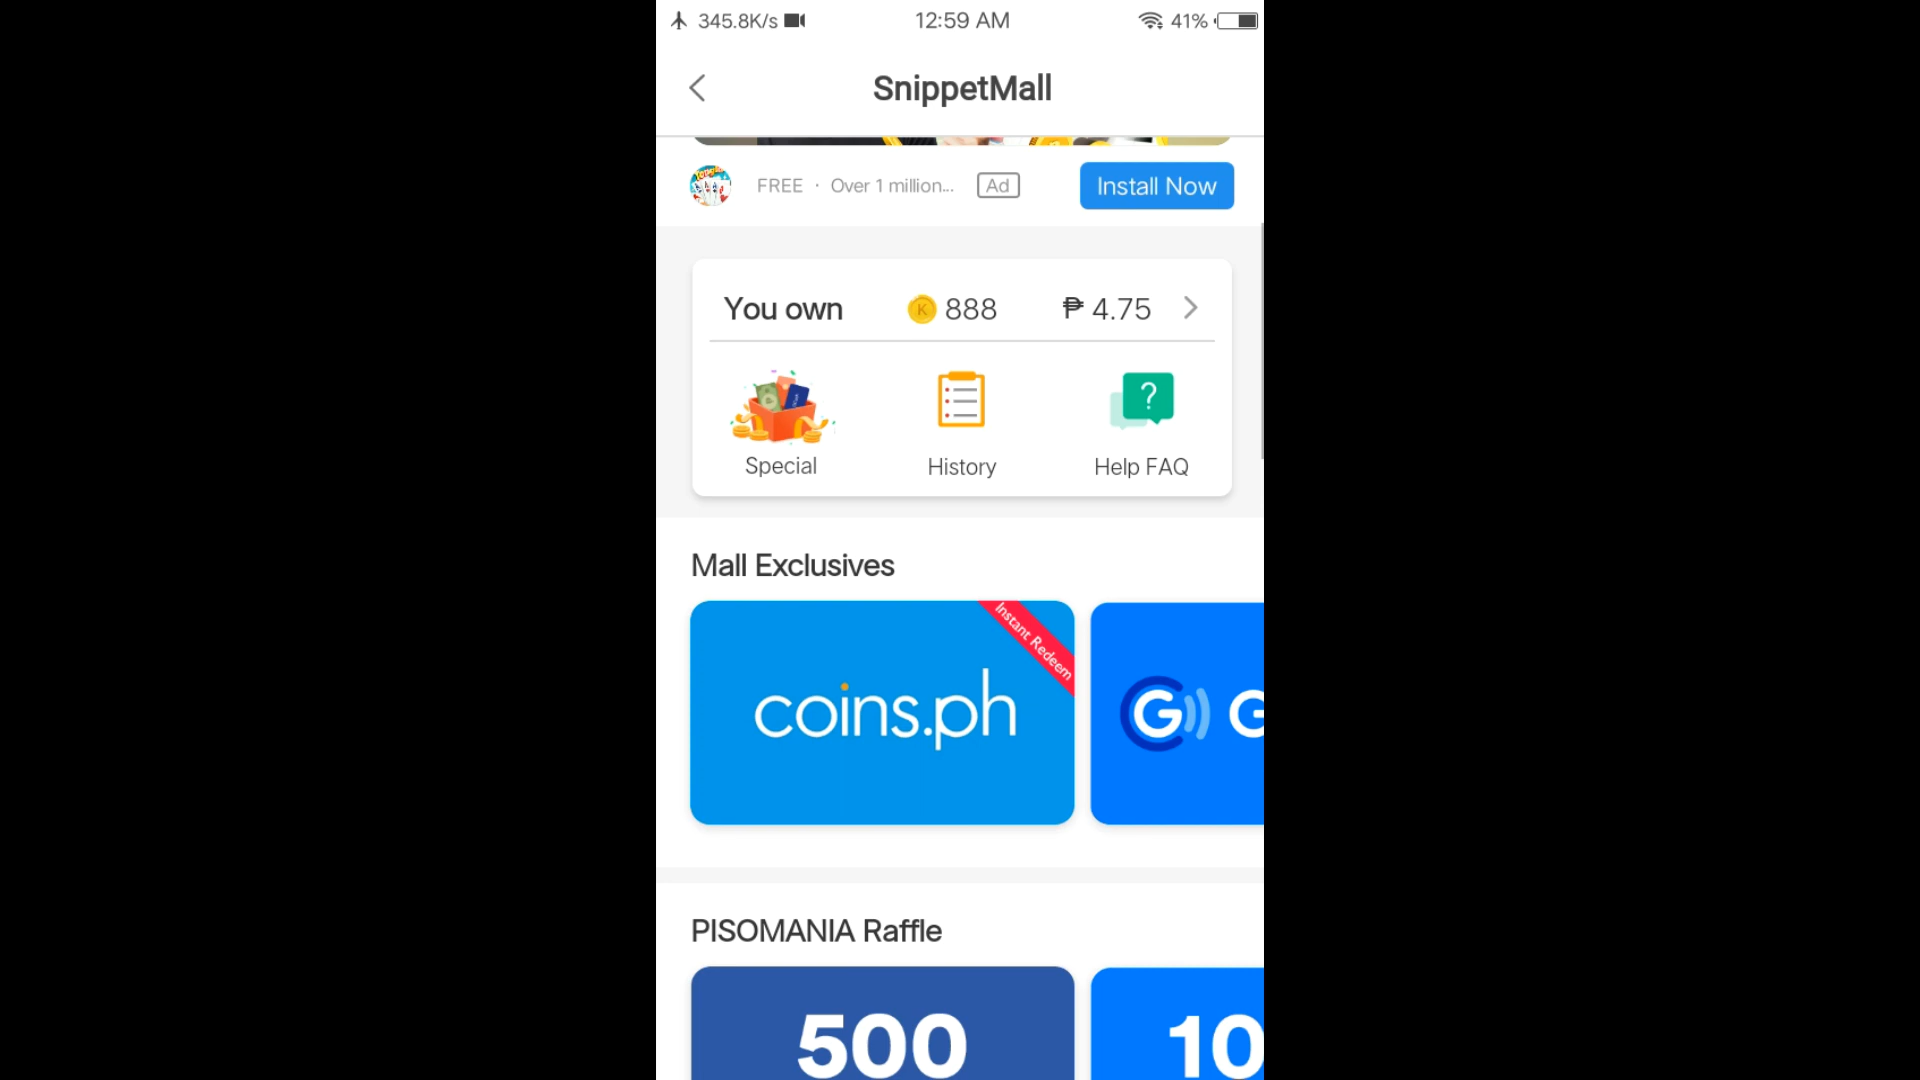 345.8K/s 12:59 AM 41%
SnippetMall
FREE · Over 1 million... Ad Install Now
You own K 888 ₱ 4.75
Special History Help FAQ
Mall Exclusives
Instant Redeem
coins.ph G G
PISOMANIA Raffle
500 10